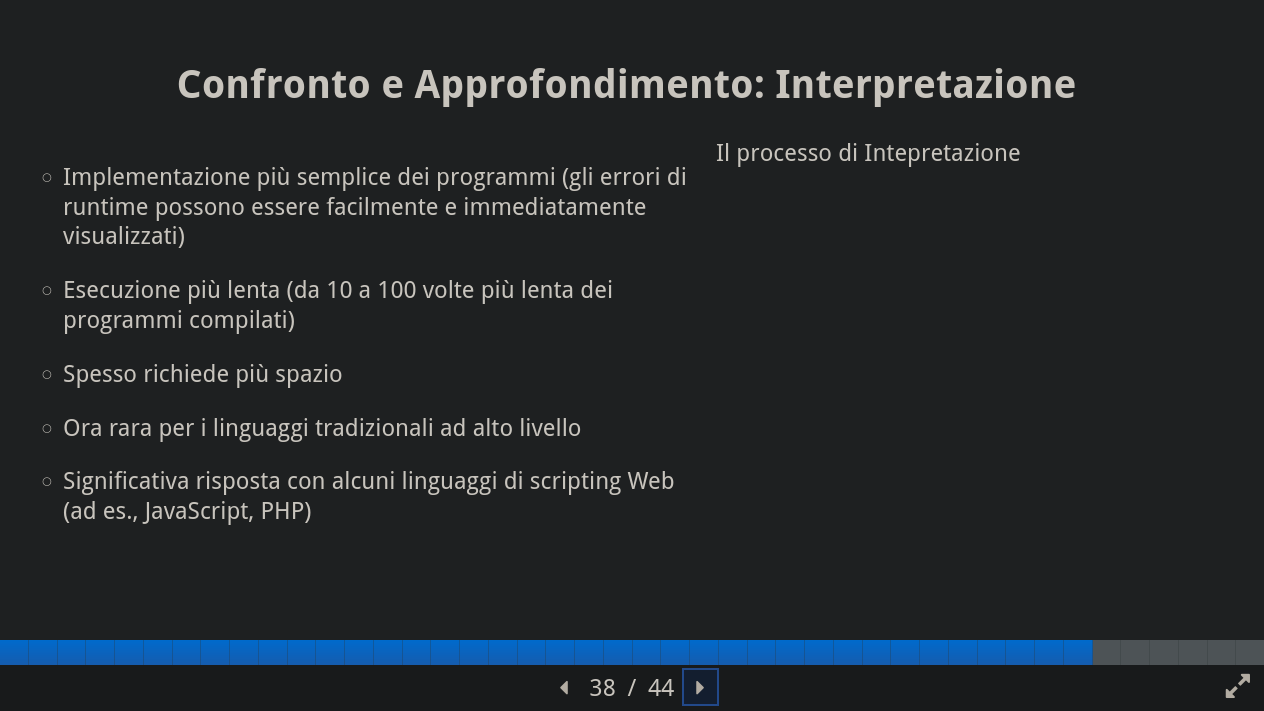 Confronto e Approfondimento: Interpretazione
Implementazione più semplice dei programmi (gli errori di
runtime possono essere facilmente e immediatamente
visualizzati)
Esecuzione più lenta (da 10 a 100 volte più lenta dei
programmi compilati)
Spesso richiede più spazio
Ora rara per i linguaggi tradizionali ad alto livello
Significativa risposta con alcuni linguaggi di scripting Web
(ad es., JavaScript, PHP)
Il processo di Intepretazione
38 / 44